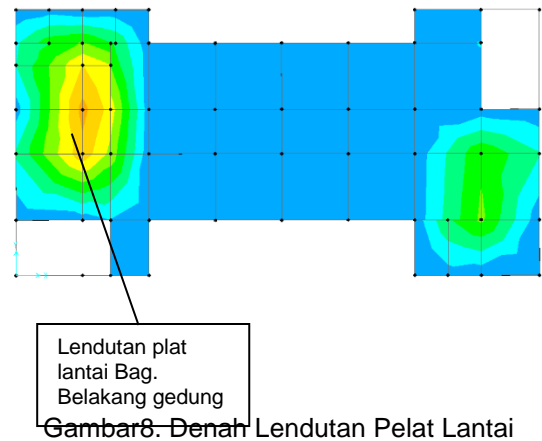 Lendutan plat
lantai Bag.
Belakang gedung
Gambar8. Denah Lendutan Pelat Lantai